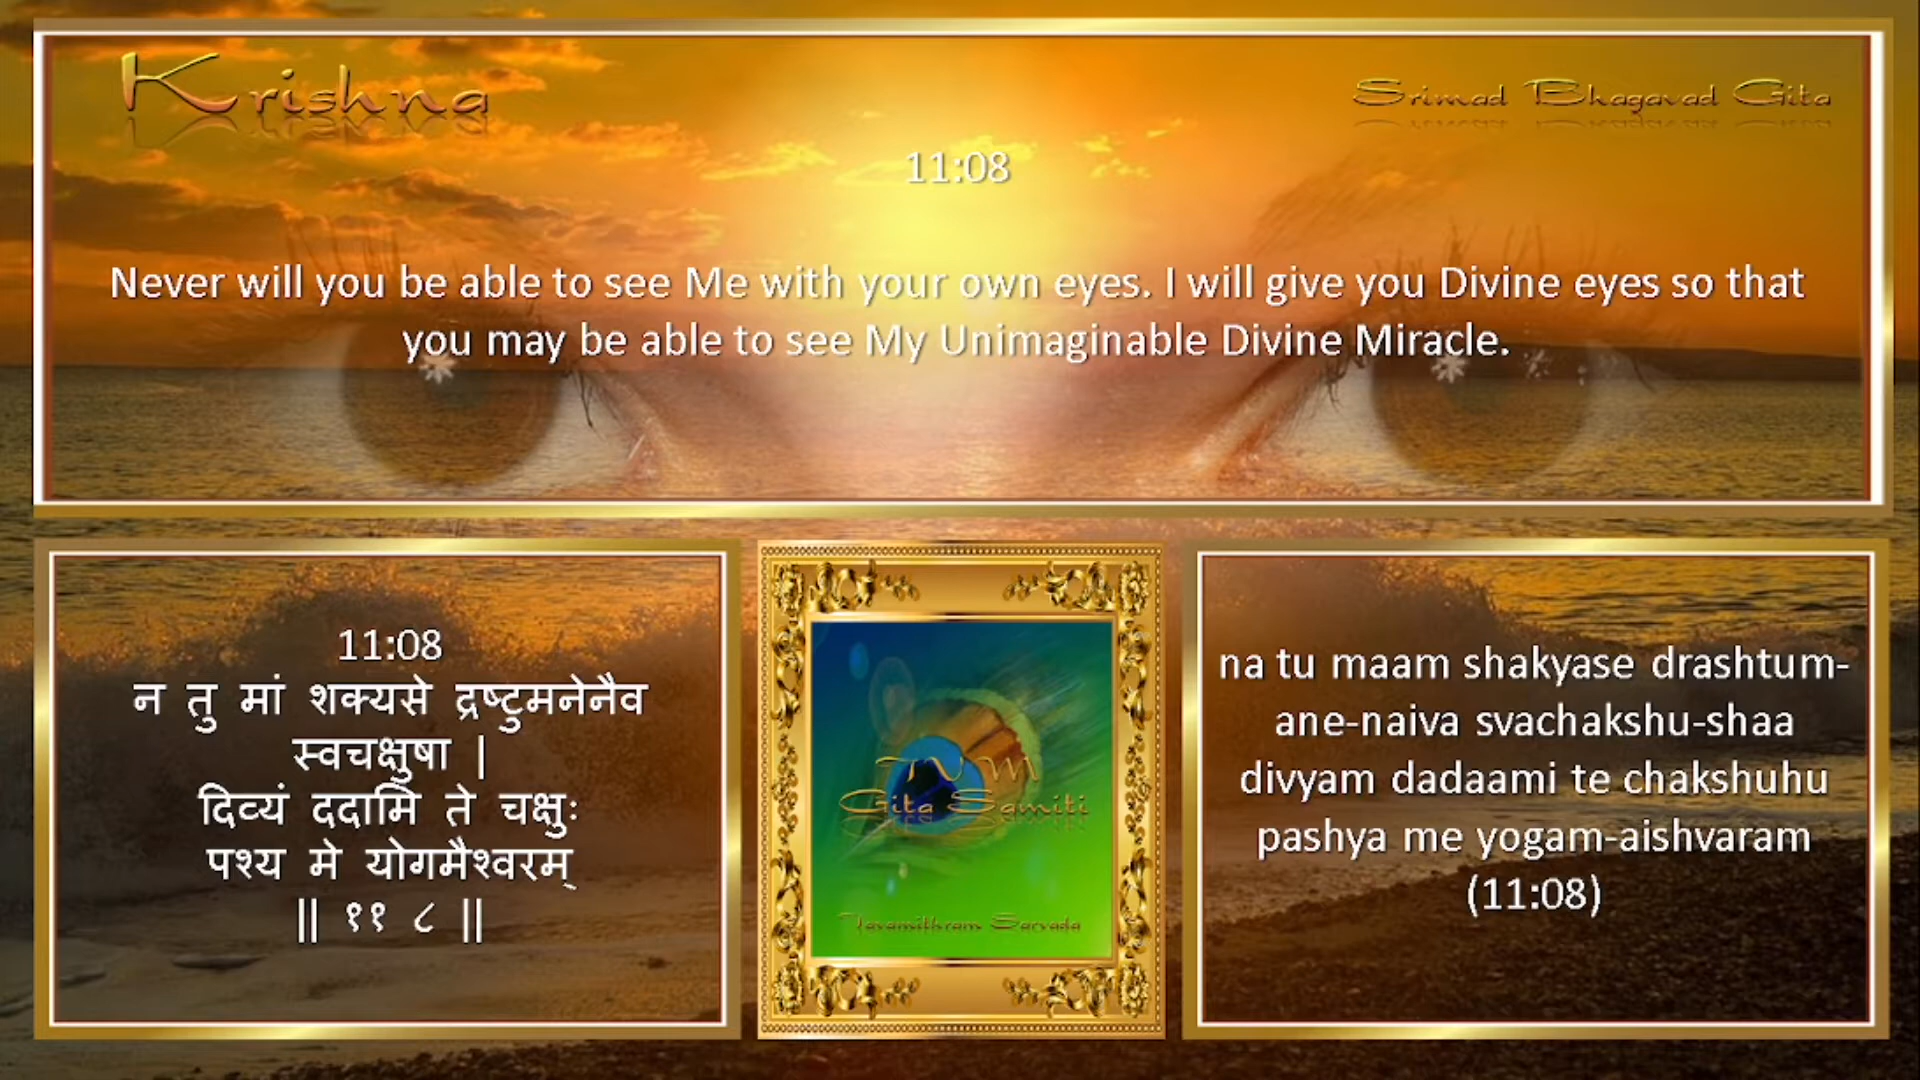 Krishna
Srimad Bhagavad Gita
11:08
Never will you be able to see Me with your own eyes. I will give you Divine eyes so that
you may be able to see My Unimaginable Divine Miracle.
11:08
न तु मां शक्यसे द्रष्टुमनेनैव
स्वचक्षुषा |
दिव्यं ददामि ते चक्षुः
पश्य मे योगमैश्वरम्
|| ११ ८ ||
TVM
Gita Samiti
Tavamithram Sarvada
na tu maam shakyase drashtum-
ane-naiva svachakshu-shaa
divyam dadaami te chakshuhu
pashya me yogam-aishvaram
(11:08)